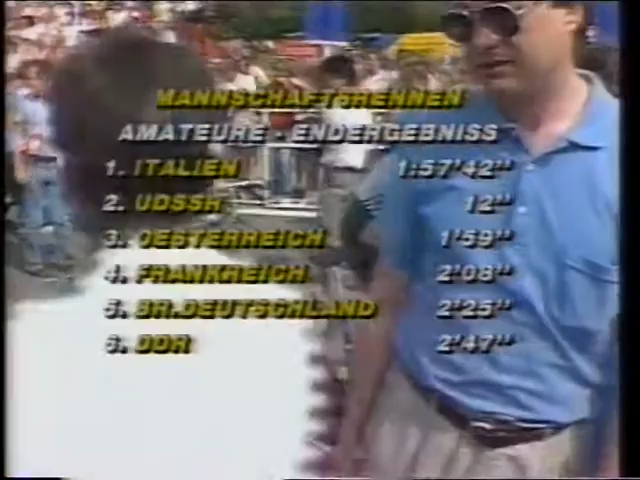 MANNSCHAFTSRENNEN
AMATEURE - ENDERGEBNISS
1. ITALIEN 1:57'42''
2. UDSSR 12''
3. OESTERREICH 1'59''
4. FRANKREICH 2'08''
5. BR.DEUTSCHLAND 2'25''
6. DDR 2'47''